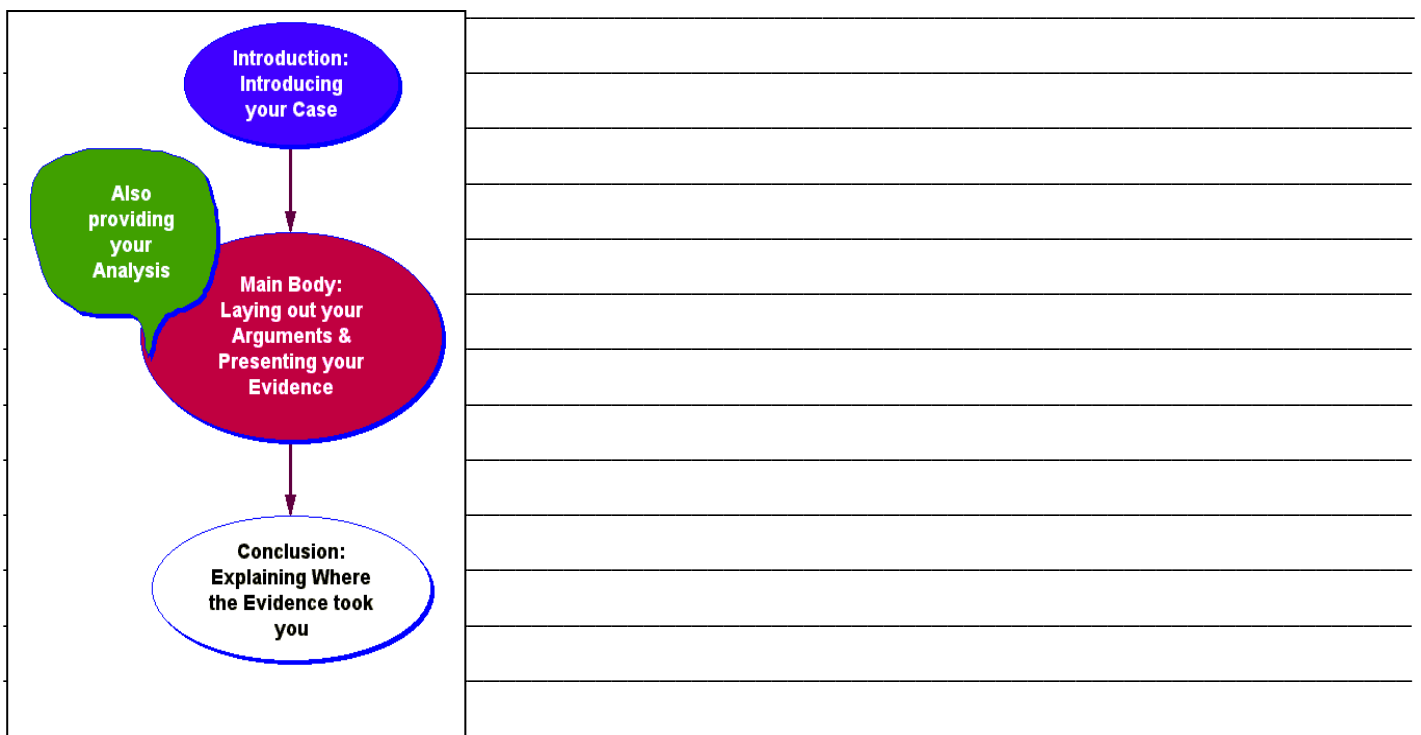 Introduction:
Introducing
your Case
Also
providing
your
Analysis
Main Body:
Laying out your
Arguments &
Presenting your
Evidence
Conclusion:
Explaining Where
the Evidence took
you